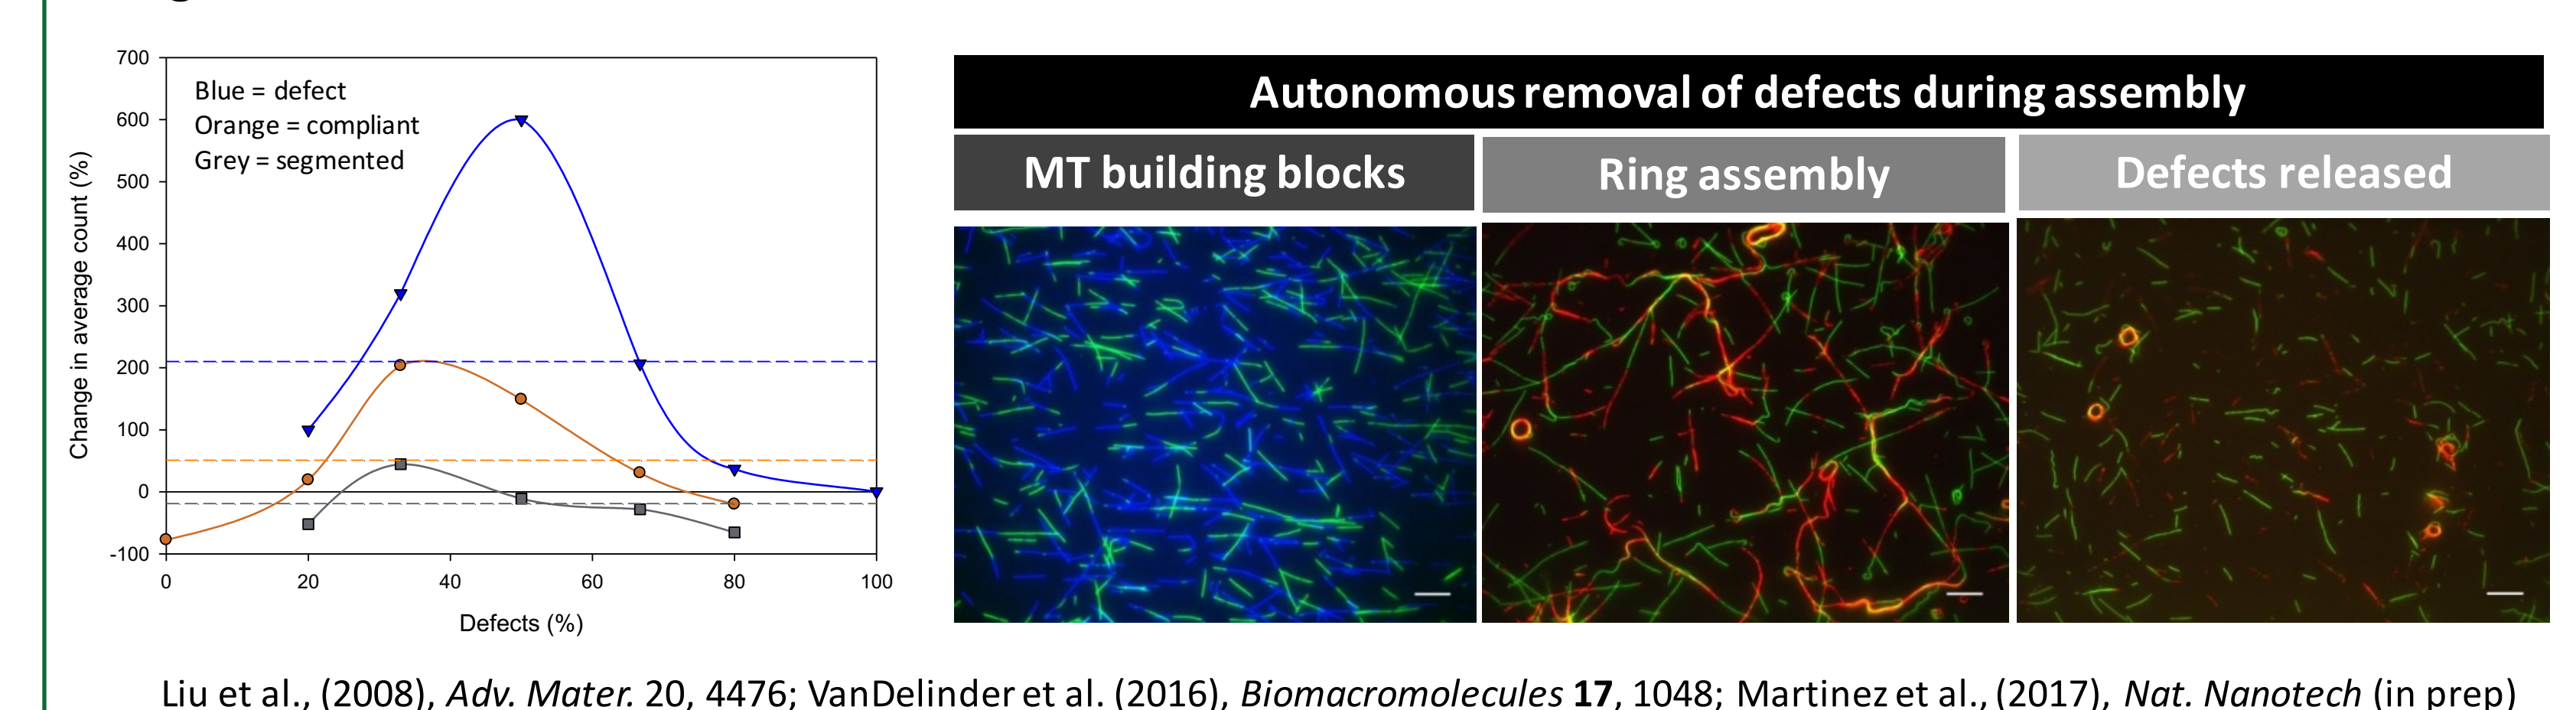 700
600
500
400
300
200
100
0
-100
Change in average count (%)
Blue = defect
Orange = compliant
Grey = segmented
0 20 40 60 80 100
Defects (%)
Autonomous removal of defects during assembly
MT building blocks
Ring assembly
Defects released
Liu et al., (2008), Adv. Mater. 20, 4476; VanDelinder et al. (2016), Biomacromolecules 17, 1048; Martinez et al., (2017), Nat. Nanotech (in prep)